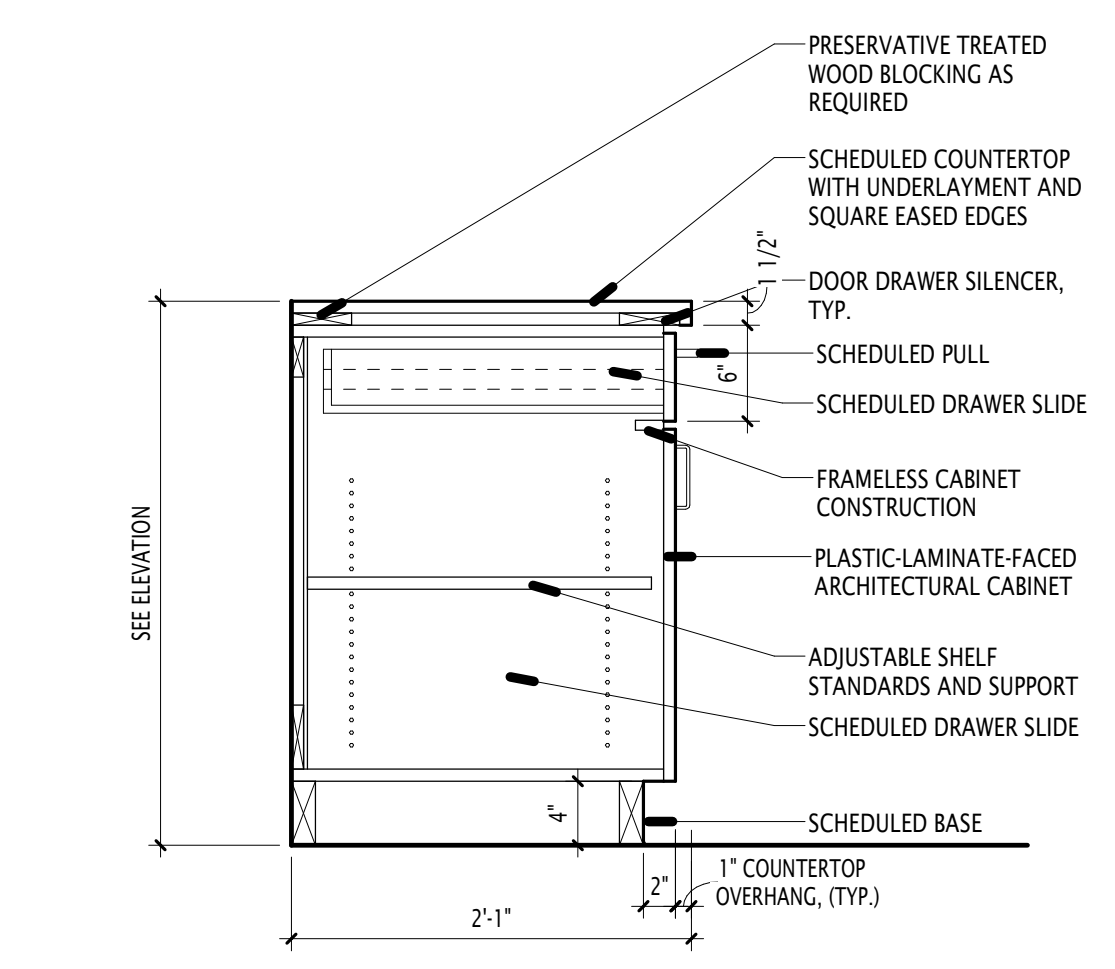 PRESERVATIVE TREATED
WOOD BLOCKING AS
REQUIRED
SCHEDULED COUNTERTOP
WITH UNDERLAYMENT AND
SQUARE EASED EDGES
1 1/2"
DOOR DRAWER SILENCER,
TYP.
SCHEDULED PULL
6"
SCHEDULED DRAWER SLIDE
FRAMELESS CABINET
CONSTRUCTION
SEE ELEVATION
PLASTIC-LAMINATE-FACED
ARCHITECTURAL CABINET
ADJUSTABLE SHELF
STANDARDS AND SUPPORT
SCHEDULED DRAWER SLIDE
4"
SCHEDULED BASE
2"
1" COUNTERTOP
OVERHANG, (TYP.)
2'-1"